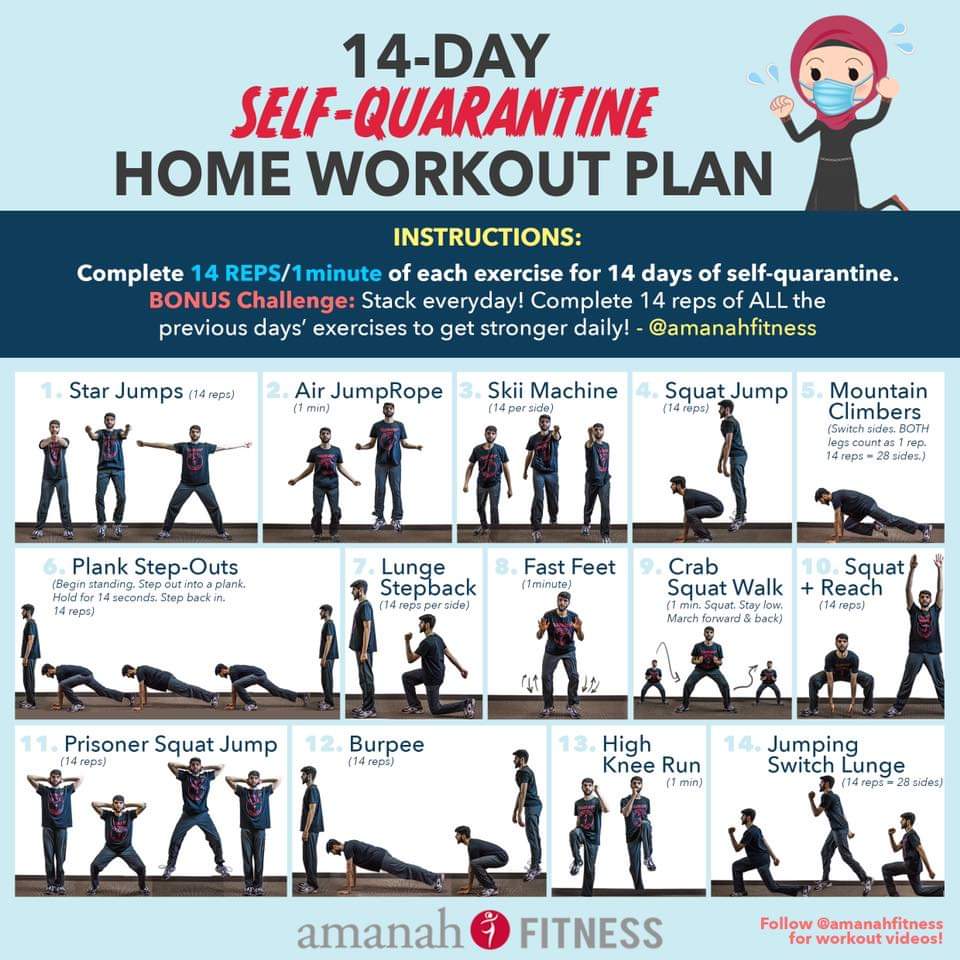 14-DAY
SELF-QUARANTINE
HOME WORKOUT PLAN
INSTRUCTIONS:
Complete 14 REPS/1minute of each exercise for 14 days of self-quarantine.
BONUS Challenge: Stack everyday! Complete 14 reps of ALL the
previous days' exercises to get stronger daily! - @amanahfitness
1. Star Jumps (14 reps)
2. Air JumpRope
(1 min)
3. Skii Machine
(14 per side)
4. Squat Jump
(14 reps)
5. Mountain
Climbers
(Switch sides. BOTH
legs count as 1 rep.
14 reps = 28 sides.)
6. Plank Step-Outs
(Begin standing. Step out into a plank.
Hold for 14 seconds. Step back in.
14 reps)
7. Lunge
Stepback
(14 reps per side)
8. Fast Feet
(1minute)
9. Crab
Squat Walk
(1 min. Squat. Stay low.
March forward & back)
10. Squat
+ Reach
(14 reps)
11. Prisoner Squat Jump
(14 reps)
12. Burpee
(14 reps)
13. High
Knee Run
(1 min)
14. Jumping
Switch Lunge
(14 reps = 28 sides)
amanah FITNESS
Follow @amanahfitness
for workout videos!